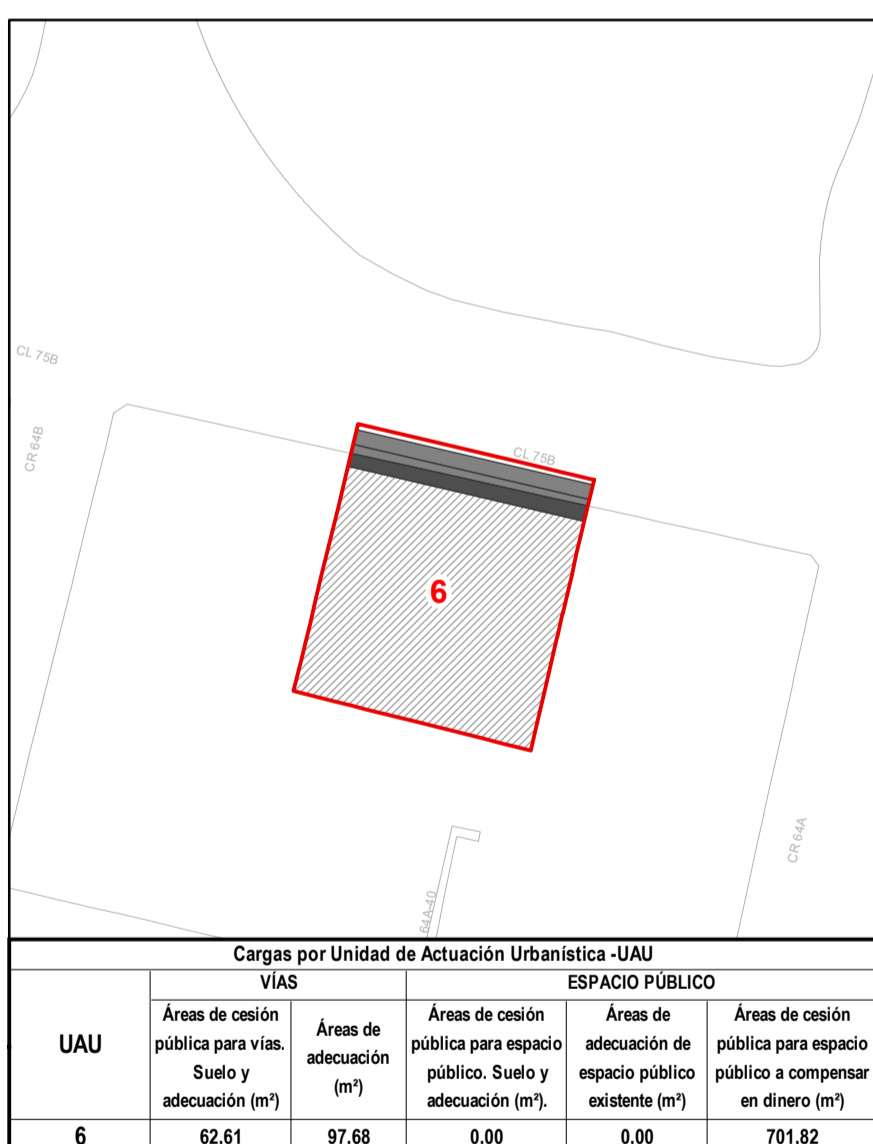 CL 75B
CR 64B
CL 75B
6
CR 64A
64A-40
Cargas por Unidad de Actuación Urbanística -UAU
UAU
VÍAS
ESPACIO PÚBLICO
Áreas de cesión
pública para vías.
Suelo y
adecuación (m²)
Áreas de
adecuación
(m²)
Áreas de cesión
pública para espacio
público. Suelo y
adecuación (m²).
Áreas de
adecuación de
espacio público
existente (m²)
Áreas de cesión
pública para espacio
público a compensar
en dinero (m²)
6 62.61 97.68 0.00 0.00 701.82